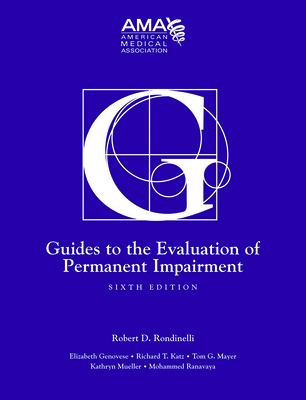 AMA
AMERICAN
MEDICAL
ASSOCIATION
G
Guides to the Evaluation of
Permanent Impairment
SIXTH EDITION
Robert D. Rondinelli
Elizabeth Genovese • Richard T. Katz • Tom G. Mayer
Kathryn Mueller • Mohammed Ranavaya